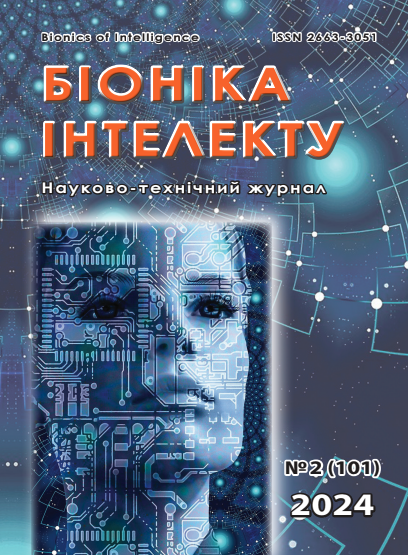 Bionics of Intelligence ISSN 2663-3051
БІОНІКА
ІНТЕЛЕКТУ
Науково-технічний журнал
№2 (101)
2024